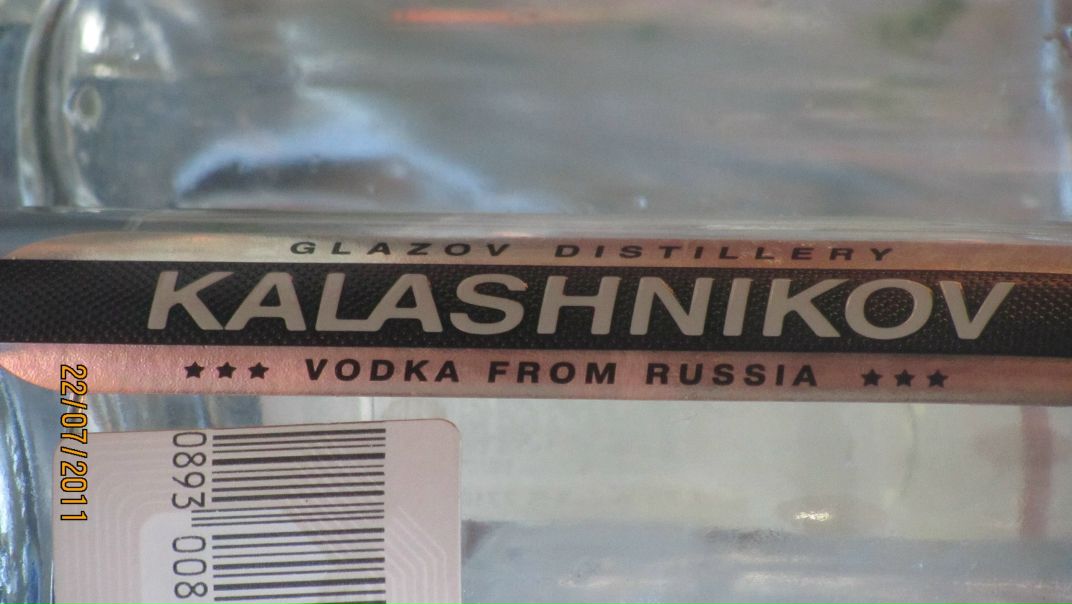 GLAZOV DISTILLERY
KALASHNIKOV
★★★ VODKA FROM RUSSIA ★★★
22/07/2011
0893 008